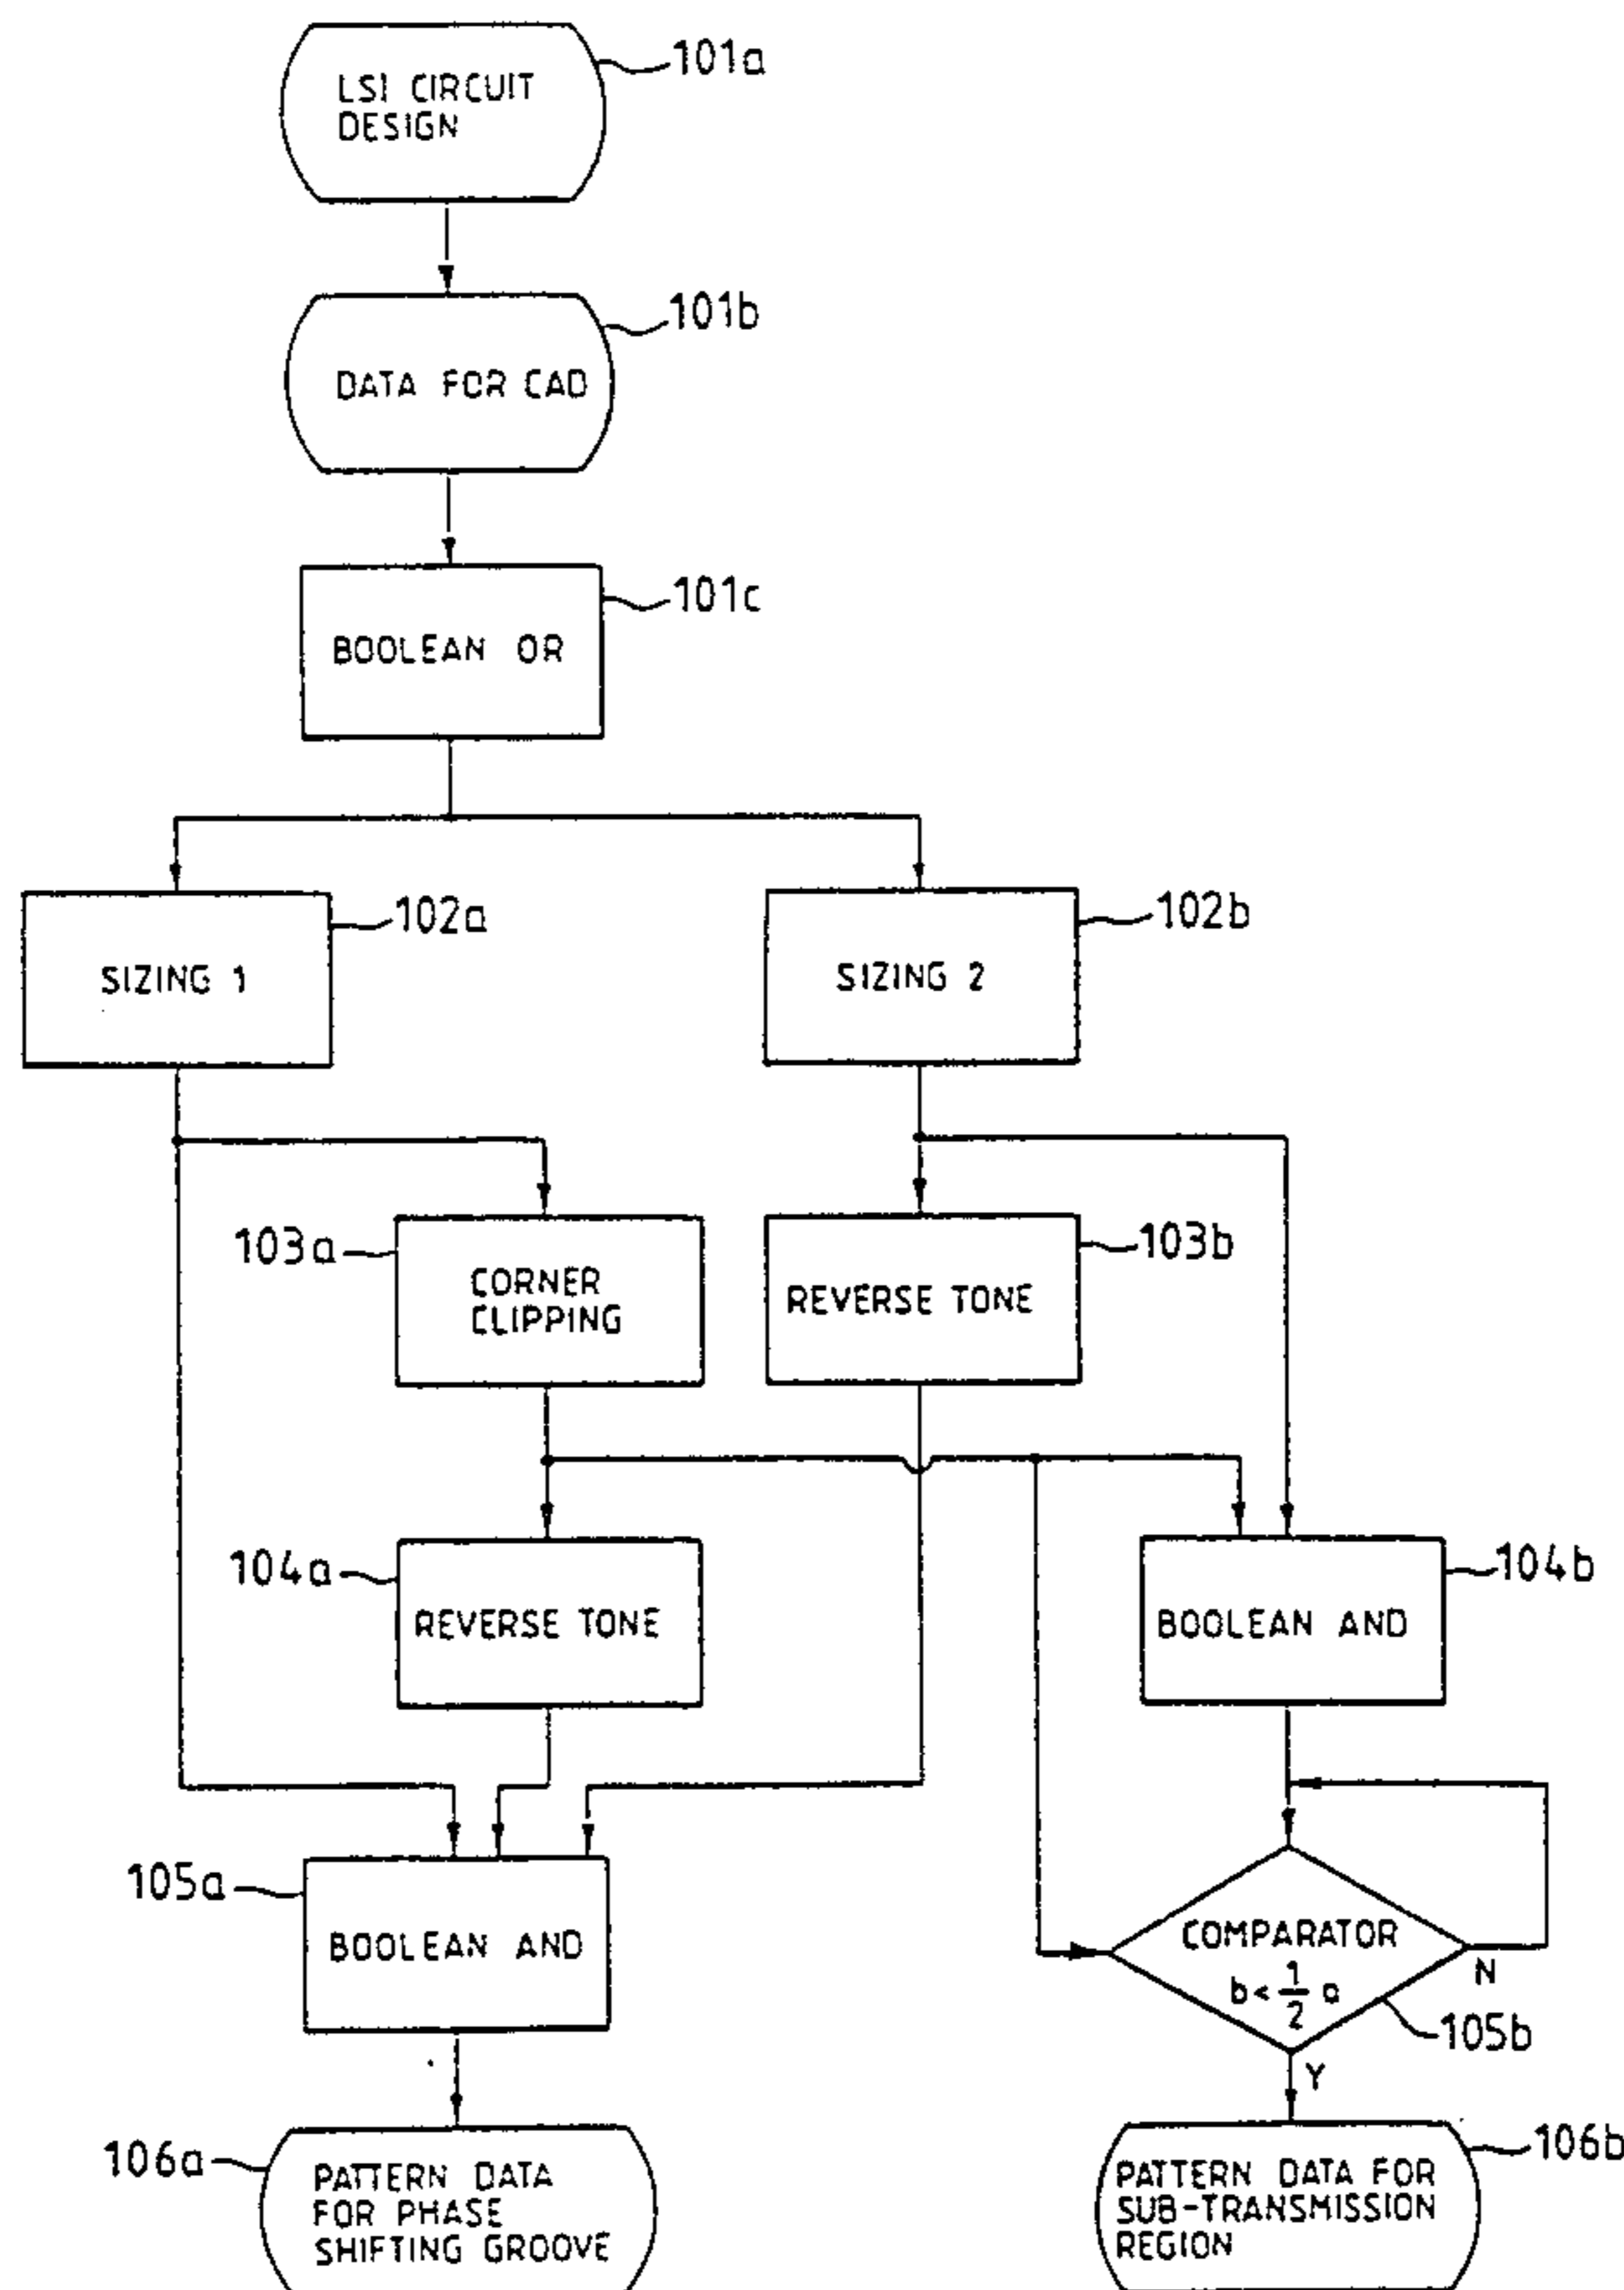 101a
LSI CIRCUIT
DESIGN
101b
DATA FOR CAD
101c
BOOLEAN OR
102a
SIZING 1
102b
SIZING 2
103a
CORNER
CLIPPING
103b
REVERSE TONE
104a
REVERSE TONE
104b
BOOLEAN AND
105a
BOOLEAN AND
COMPARATOR
b < 1/2 a
N
105b
Y
106a
PATTERN DATA
FOR PHASE
SHIFTING GROOVE
106b
PATTERN DATA FOR
SUB-TRANSMISSION
REGION